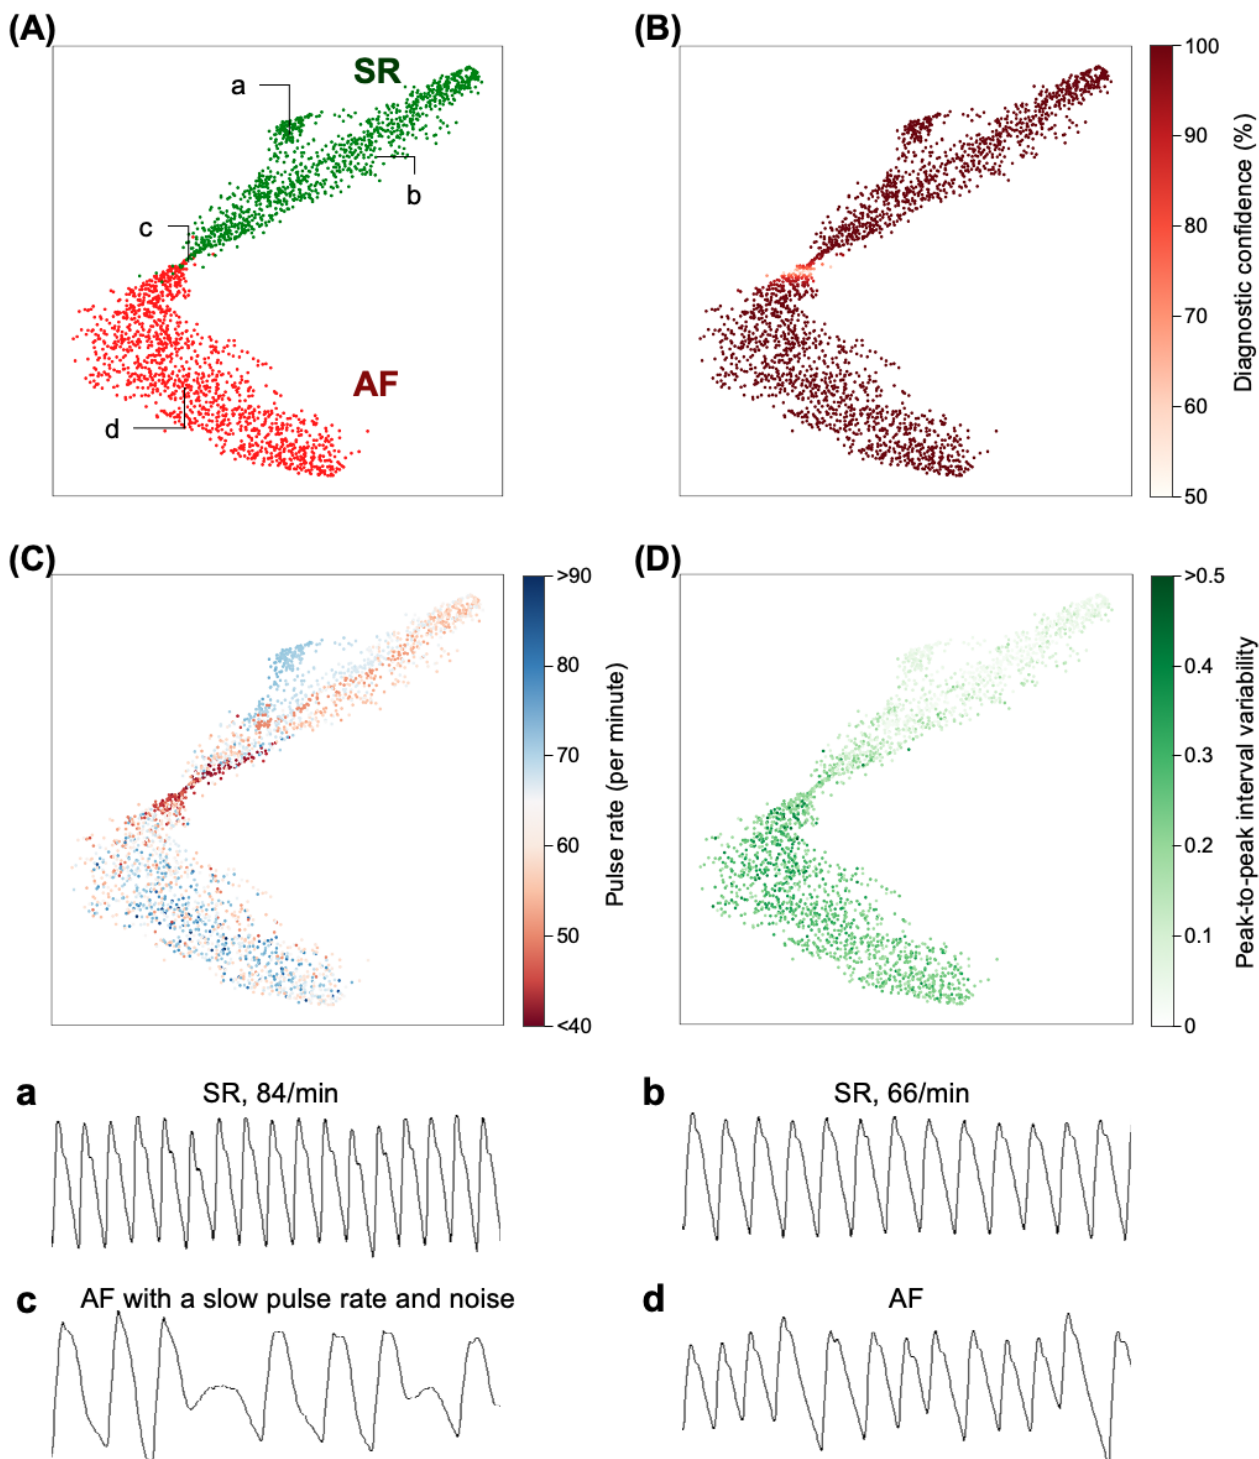 (A)
SR
a
b
c
AF
d
(B)
100
90
80
70
60
50
Diagnostic confidence (%)
(C)
>90
80
70
60
50
<40
Pulse rate (per minute)
(D)
>0.5
0.4
0.3
0.2
0.1
0
Peak-to-peak interval variability
a
SR, 84/min
b
SR, 66/min
c
AF with a slow pulse rate and noise
d
AF